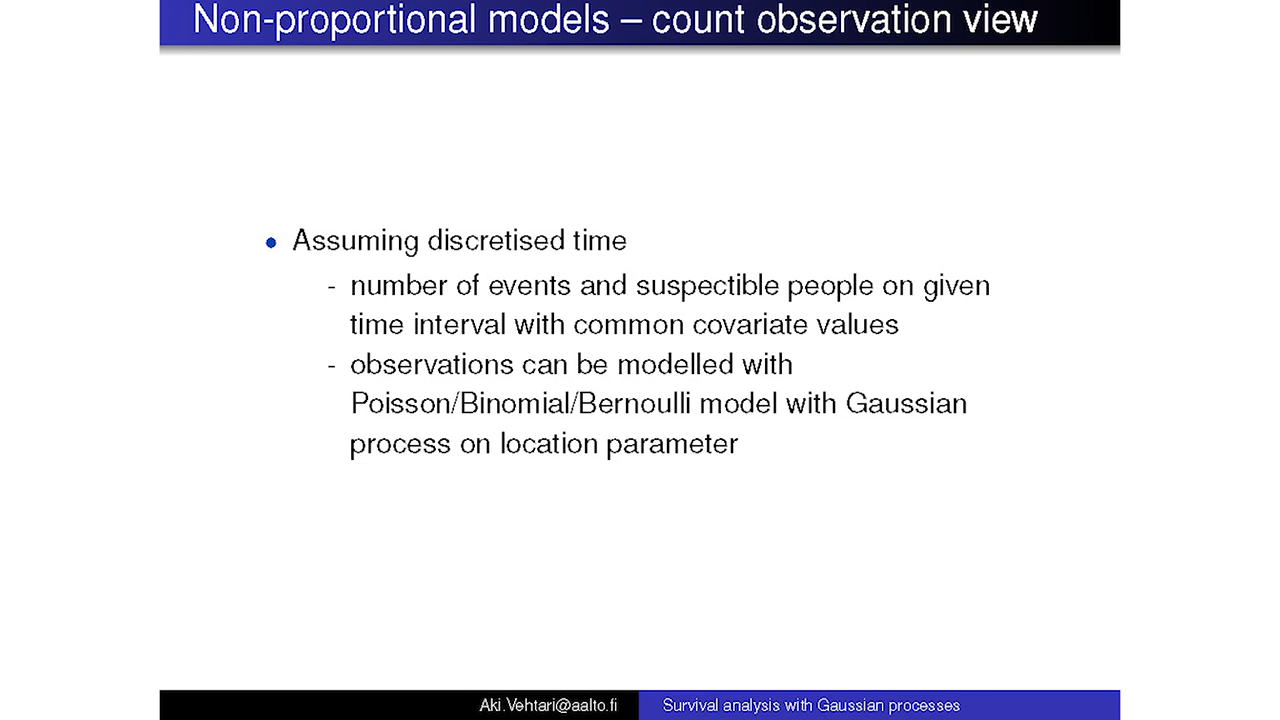 Non-proportional models – count observation view
• Assuming discretised time
- number of events and suspectible people on given
time interval with common covariate values
- observations can be modelled with
Poisson/Binomial/Bernoulli model with Gaussian
process on location parameter
Aki.Vehtari@aalto.fi
Survival analysis with Gaussian processes